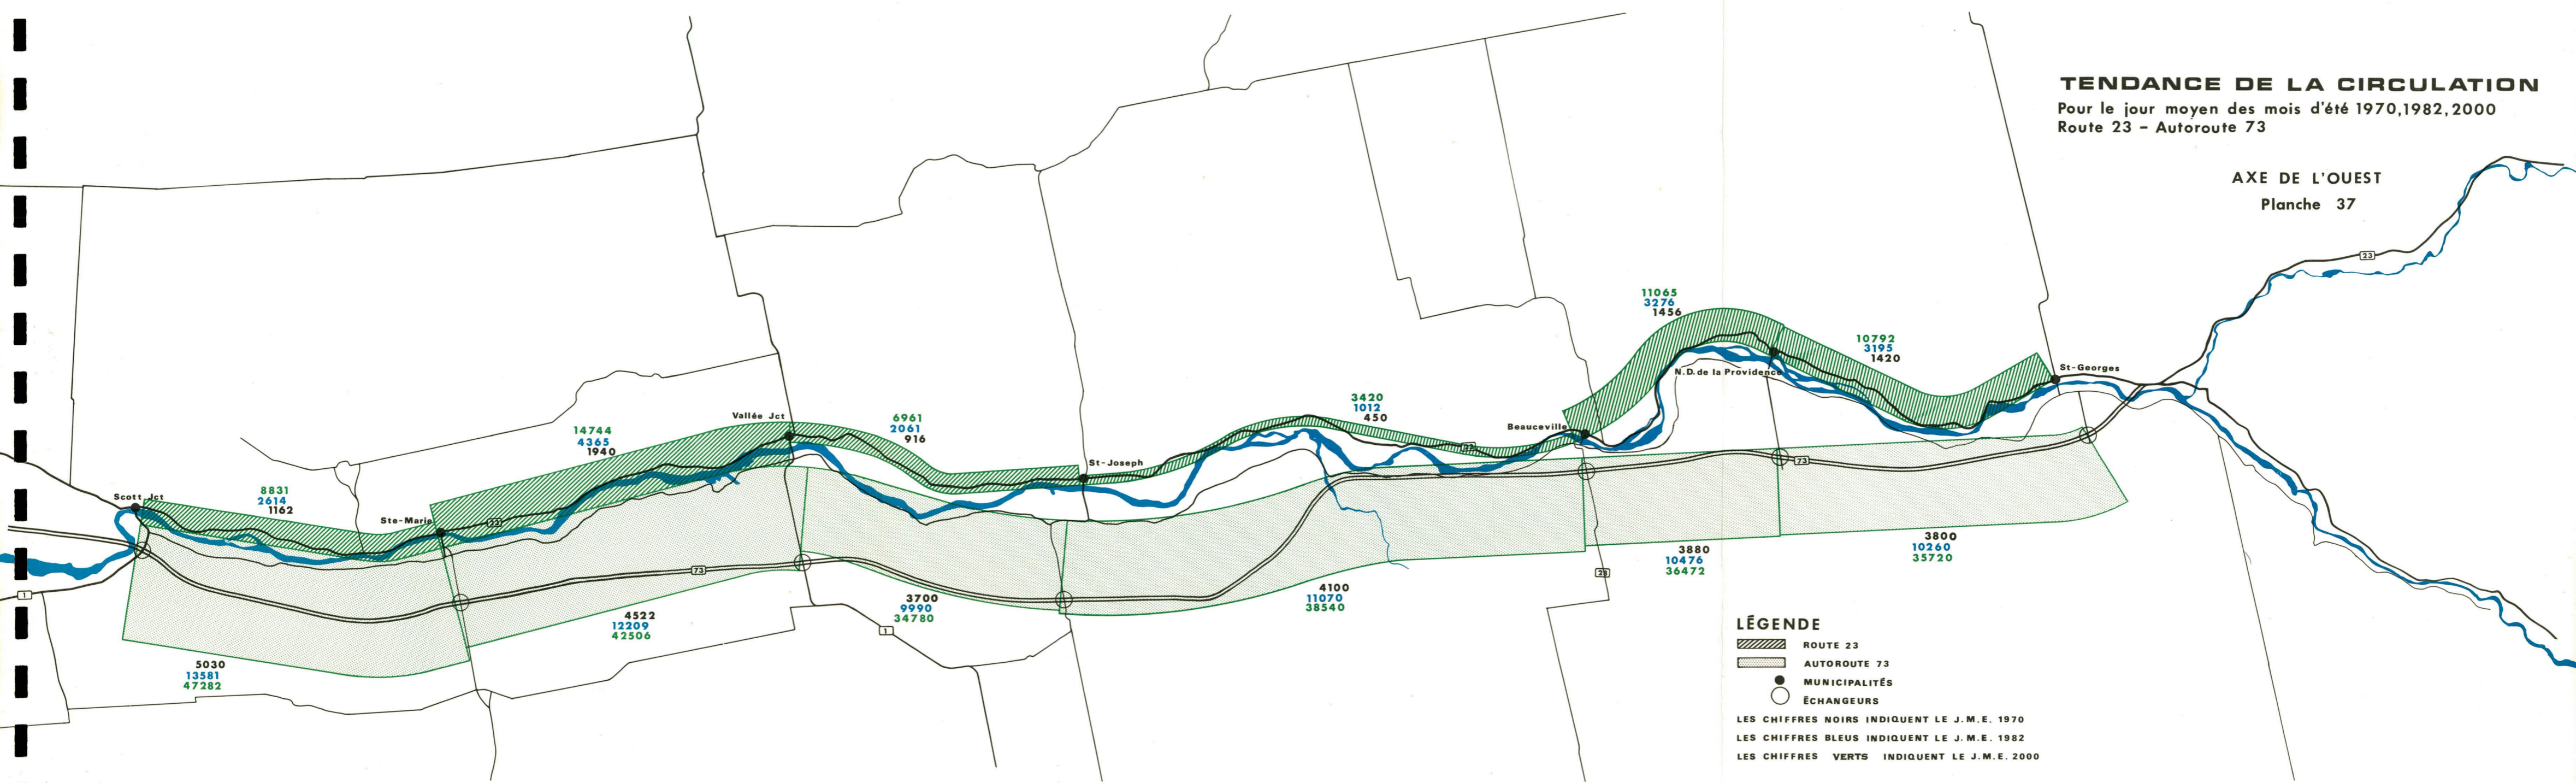 TENDANCE DE LA CIRCULATION
Pour le jour moyen des mois d'été 1970,1982,2000
Route 23 – Autoroute 73
AXE DE L'OUEST
Planche 37
23
11065
3276
1456
10792
3195
1420
St-Georges
N.D. de la Providence
3420
1012
450
Beauceville
23
Vallée Jct
6961
2061
916
14744
4365
1940
St-Joseph
73
Scott Jct
8831
2614
1162
Ste-Marie
23
73
1
3880
10476
36472
3800
10260
35720
28
4100
11070
38540
3700
9990
34780
1
4522
12209
42506
5030
13581
47282
LÉGENDE
ROUTE 23
AUTOROUTE 73
MUNICIPALITÉS
ÉCHANGEURS
LES CHIFFRES NOIRS INDIQUENT LE J.M.E. 1970
LES CHIFFRES BLEUS INDIQUENT LE J.M.E. 1982
LES CHIFFRES VERTS INDIQUENT LE J.M.E. 2000